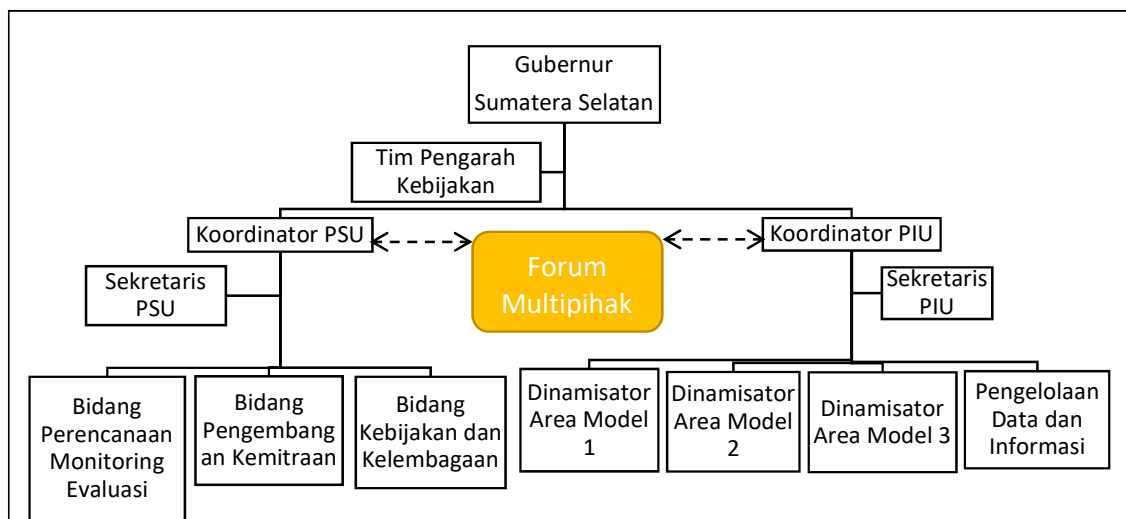 Gubernur
Sumatera Selatan
Tim Pengarah
Kebijakan
Koordinator PSU
Forum
Multipihak
Koordinator PIU
Sekretaris
PSU
Sekretaris
PIU
Bidang
Perencanaan
Monitoring
Evaluasi
Bidang
Pengembang
an Kemitraan
Bidang
Kebijakan dan
Kelembagaan
Dinamisator
Area Model
1
Dinamisator
Area Model
2
Dinamisator
Area Model 3
Pengelolaan
Data dan
Informasi